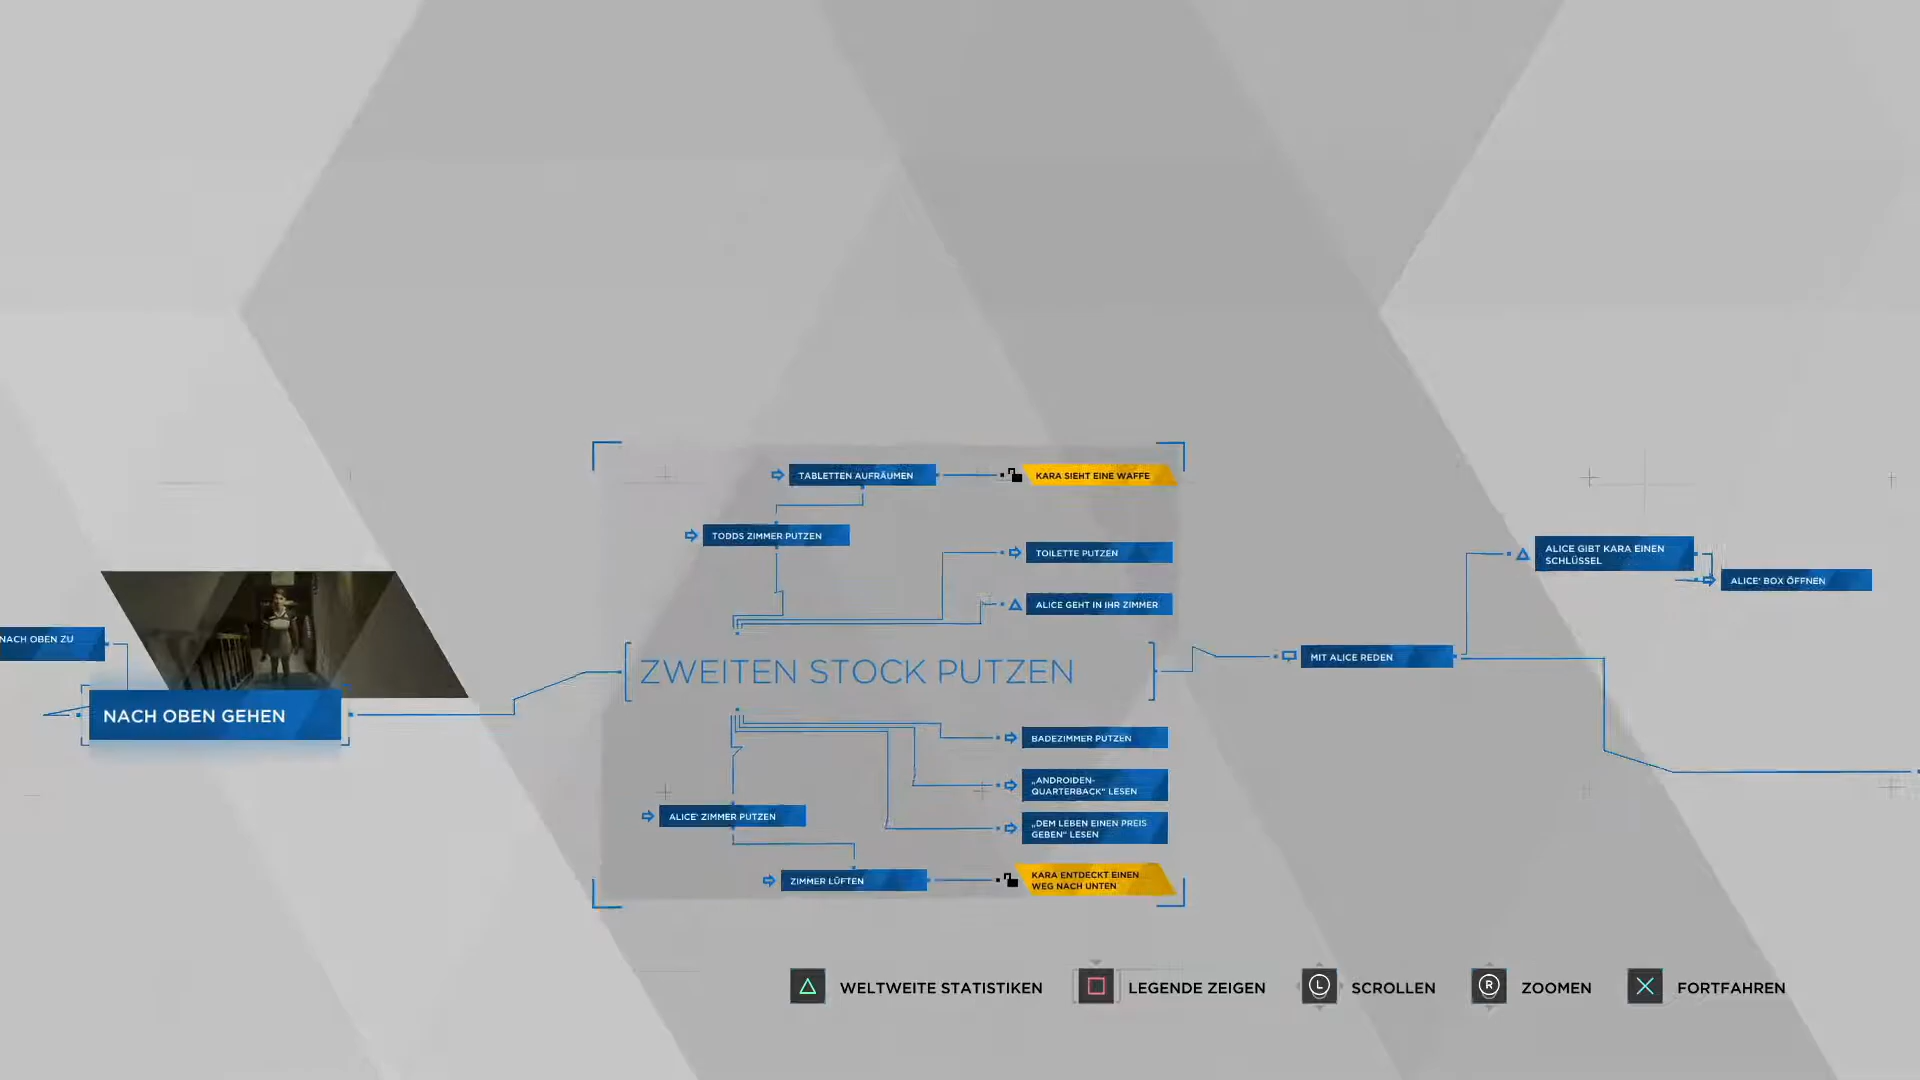 NACH OBEN ZU
NACH OBEN GEHEN
TABLETTEN AUFRÄUMEN
KARA SIEHT EINE WAFFE
TODDS ZIMMER PUTZEN
TOILETTE PUTZEN
ALICE GEHT IN IHR ZIMMER
ZWEITEN STOCK PUTZEN
BADEZIMMER PUTZEN
„ANDROIDEN-
QUARTERBACK“ LESEN
ALICE' ZIMMER PUTZEN
„DEM LEBEN EINEN PREIS
GEBEN“ LESEN
ZIMMER LÜFTEN
KARA ENTDECKT EINEN
WEG NACH UNTEN
MIT ALICE REDEN
ALICE GIBT KARA EINEN
SCHLÜSSEL
ALICE' BOX ÖFFNEN
WELTWEITE STATISTIKEN
LEGENDE ZEIGEN
L
SCROLLEN
R
ZOOMEN
FORTFAHREN